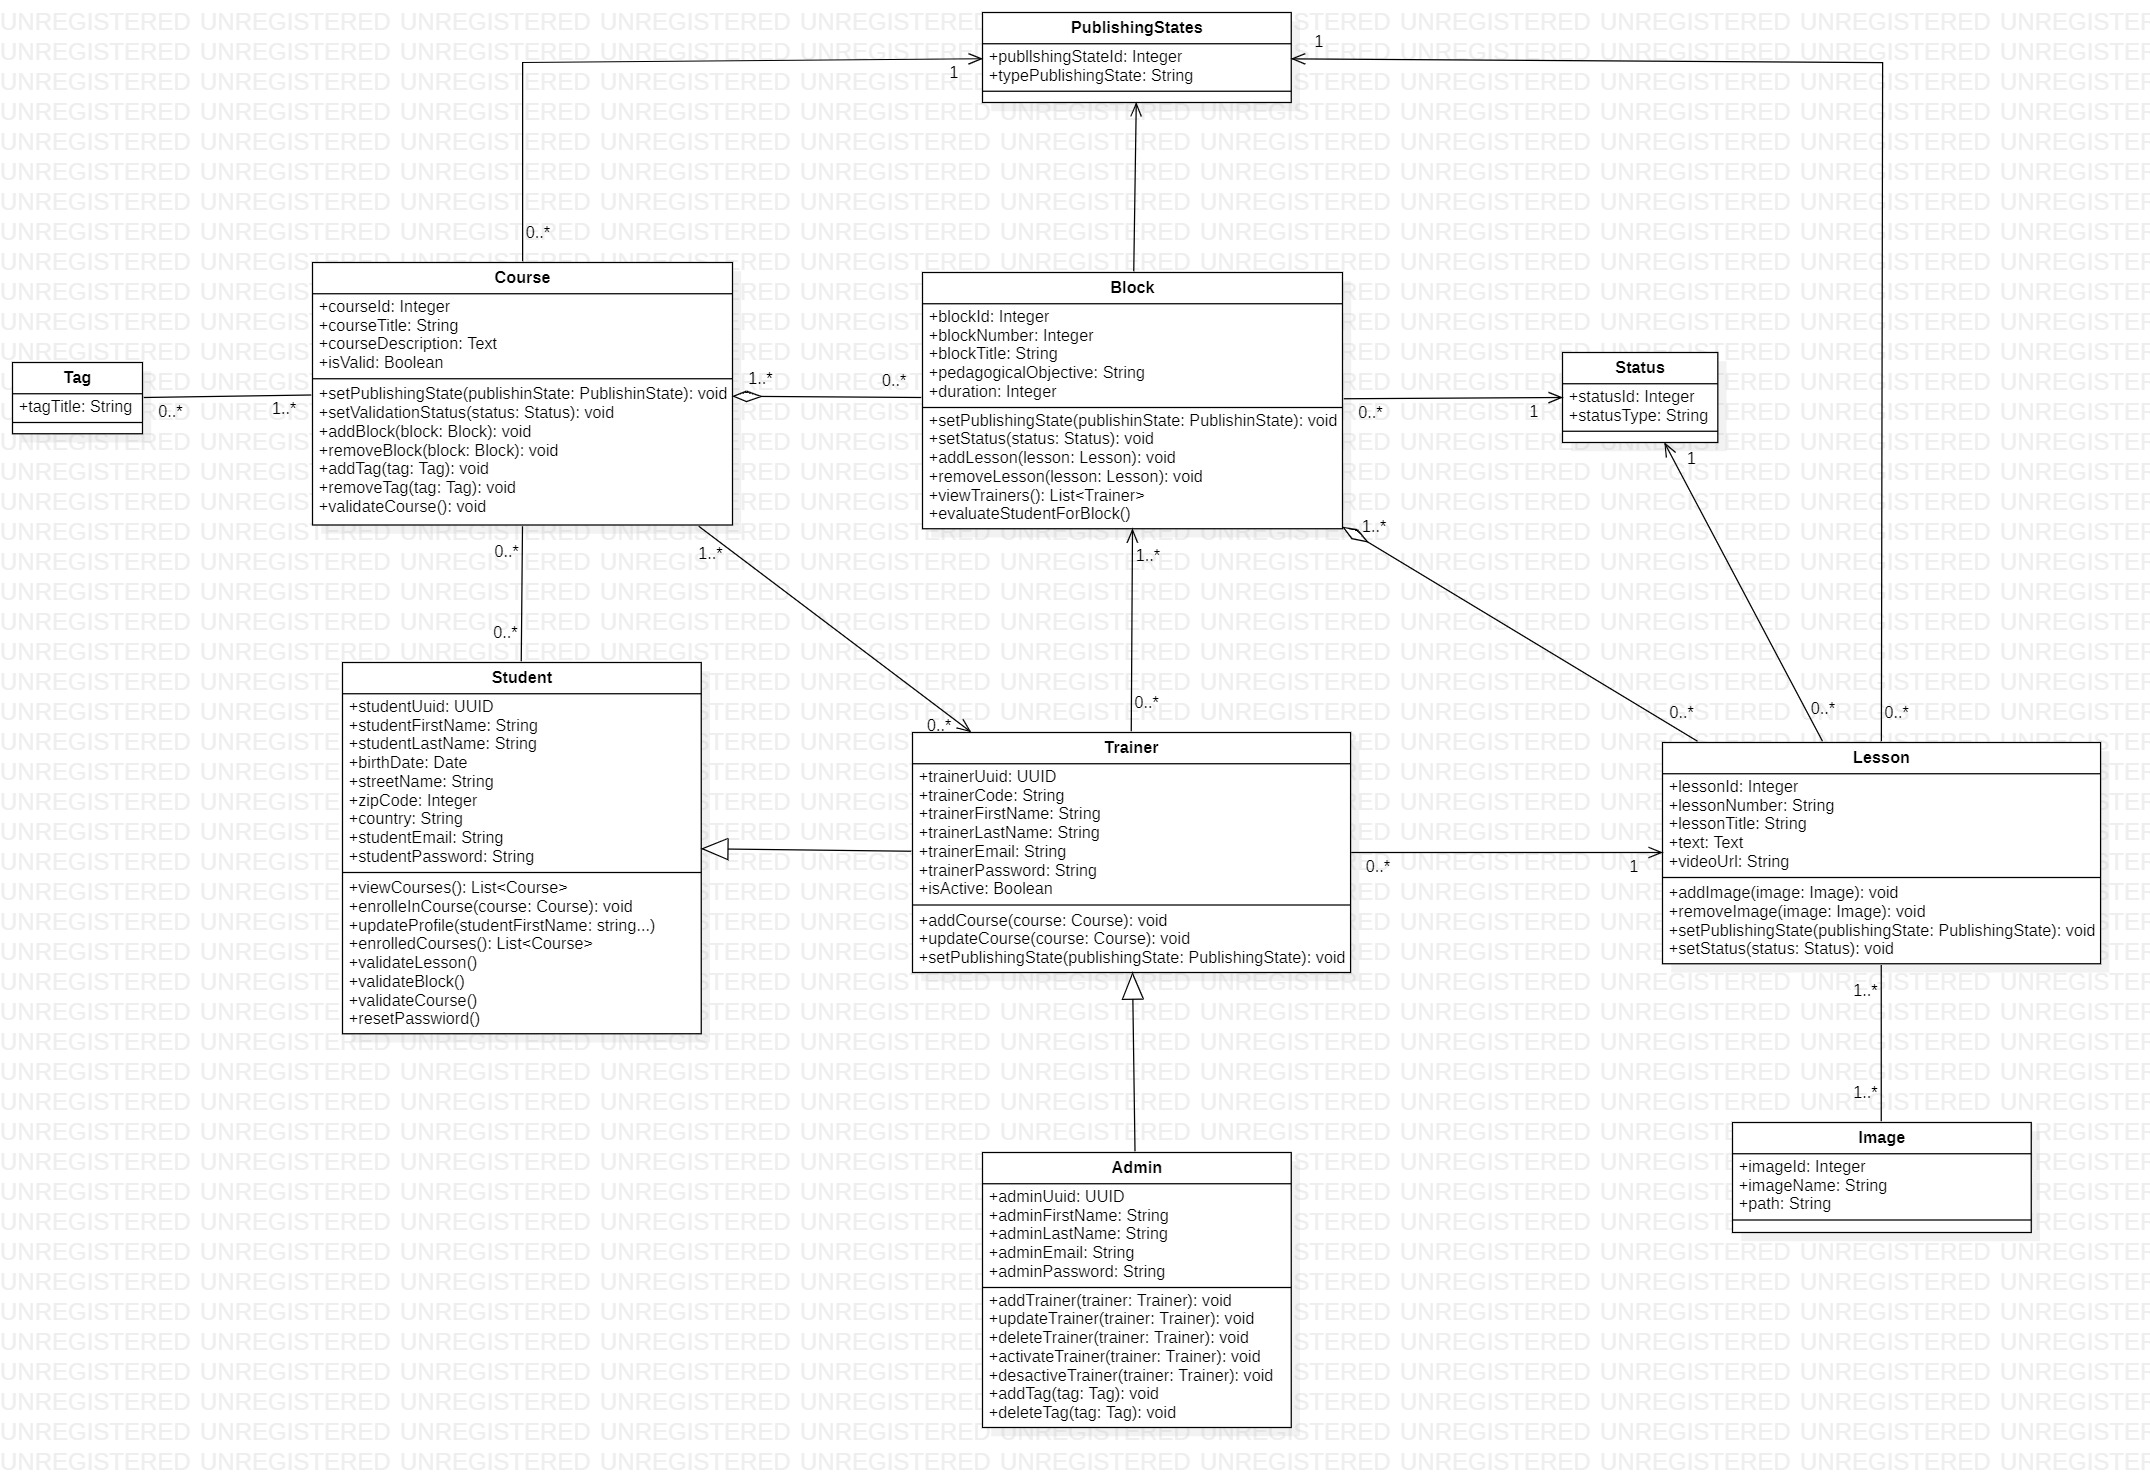 PublishingStates
+publIshingStateId: Integer
+typePublishingState: String
1
1
0..*
Course
+courseId: Integer
+courseTitle: String
+courseDescription: Text
+isValid: Boolean
+setPublishingState(publishinState: PublishinState): void
+setValidationStatus(status: Status): void
+addBlock(block: Block): void
+removeBlock(block: Block): void
+addTag(tag: Tag): void
+removeTag(tag: Tag): void
+validateCourse(): void
Block
+blockId: Integer
+blockNumber: Integer
+blockTitle: String
+pedagogicalObjective: String
+duration: Integer
+setPublishingState(publishinState: PublishinState): void
+setStatus(status: Status): void
+addLesson(lesson: Lesson): void
+removeLesson(lesson: Lesson): void
+viewTrainers(): List<Trainer>
+evaluateStudentForBlock()
Tag
+tagTitle: String
0..*
1..*
1..*
0..*
Status
+statusId: Integer
+statusType: String
0..*
1
1
0..*
0..*
1..*
0..*
1..*
0..*
1..*
0..*
0..*
0..*
Student
+studentUuid: UUID
+studentFirstName: String
+studentLastName: String
+birthDate: Date
+streetName: String
+zipCode: Integer
+country: String
+studentEmail: String
+studentPassword: String
+viewCourses(): List<Course>
+enrolleInCourse(course: Course): void
+updateProfile(studentFirstName: string...)
+enrolledCourses(): List<Course>
+validateLesson()
+validateBlock()
+validateCourse()
+resetPasswiord()
Trainer
+trainerUuid: UUID
+trainerCode: String
+trainerFirstName: String
+trainerLastName: String
+trainerEmail: String
+trainerPassword: String
+isActive: Boolean
+addCourse(course: Course): void
+updateCourse(course: Course): void
+setPublishingState(publishingState: PublishingState): void
0..*
1
Lesson
+lessonId: Integer
+lessonNumber: String
+lessonTitle: String
+text: Text
+videoUrl: String
+addImage(image: Image): void
+removeImage(image: Image): void
+setPublishingState(publishingState: PublishingState): void
+setStatus(status: Status): void
1..*
1..*
Image
+imageId: Integer
+imageName: String
+path: String
Admin
+adminUuid: UUID
+adminFirstName: String
+adminLastName: String
+adminEmail: String
+adminPassword: String
+addTrainer(trainer: Trainer): void
+updateTrainer(trainer: Trainer): void
+deleteTrainer(trainer: Trainer): void
+activateTrainer(trainer: Trainer): void
+desactiveTrainer(trainer: Trainer): void
+addTag(tag: Tag): void
+deleteTag(tag: Tag): void
UNREGISTERED